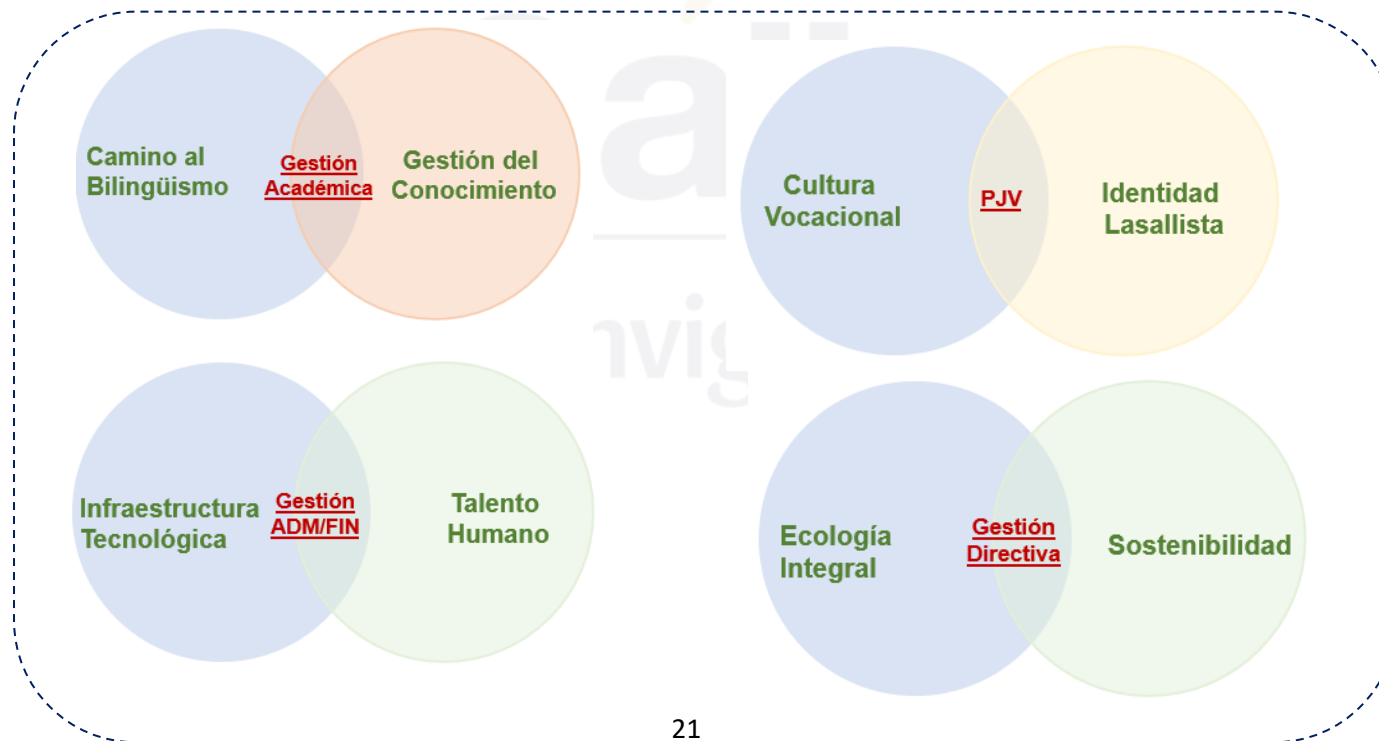 Camino al
Bilingüismo
Gestión
Académica
Gestión del
Conocimiento
Cultura
Vocacional
PJV
Identidad
Lasallista
Infraestructura
Tecnológica
Gestión
ADM/FIN
Talento
Humano
Ecología
Integral
Gestión
Directiva
Sostenibilidad
21